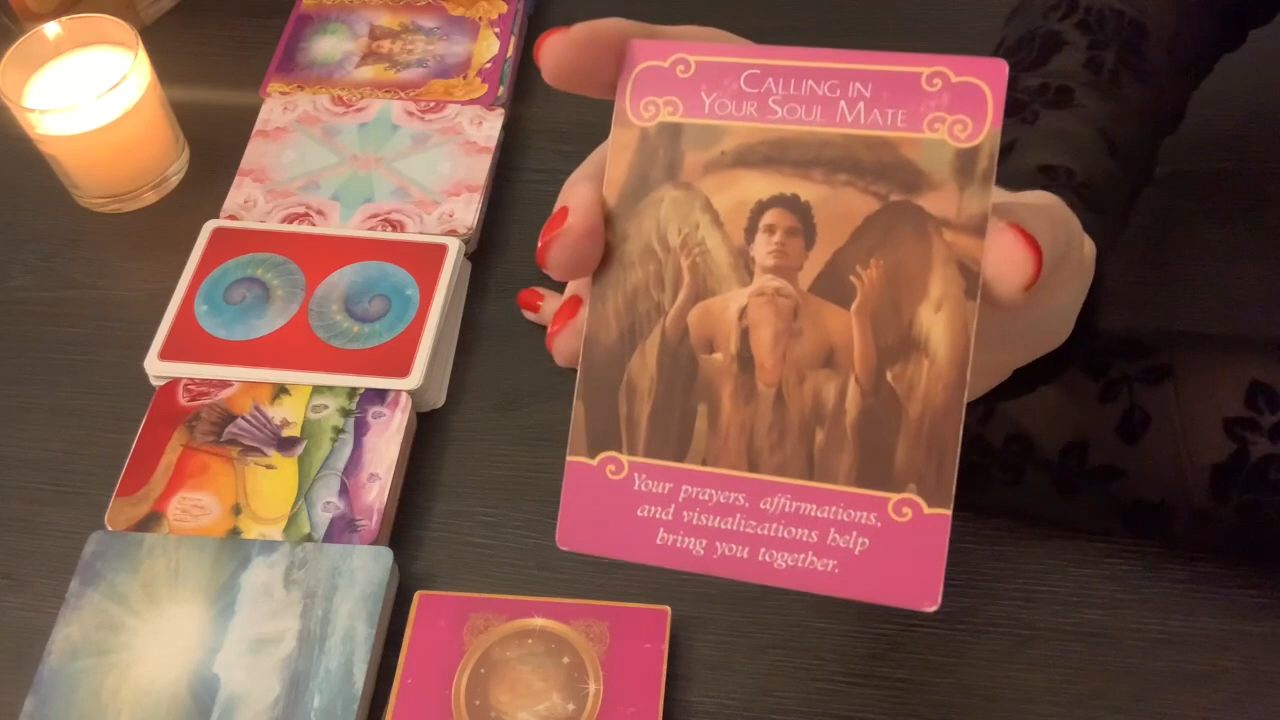 CALLING IN
YOUR SOUL MATE
Your prayers, affirmations,
and visualizations help
bring you together.